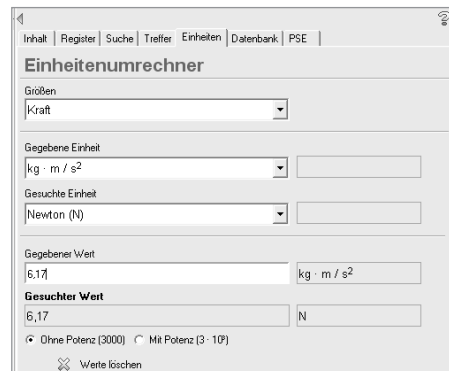 Inhalt Register Suche Treffer Einheiten Datenbank PSE
Einheitenumrechner
Größen
Kraft
Gegebene Einheit
kg · m / s²
Gesuchte Einheit
Newton (N)
Gegebener Wert
6,17 kg · m / s²
Gesuchter Wert
6,17 N
Ohne Potenz (3000) Mit Potenz (3 · 10³)
Werte löschen